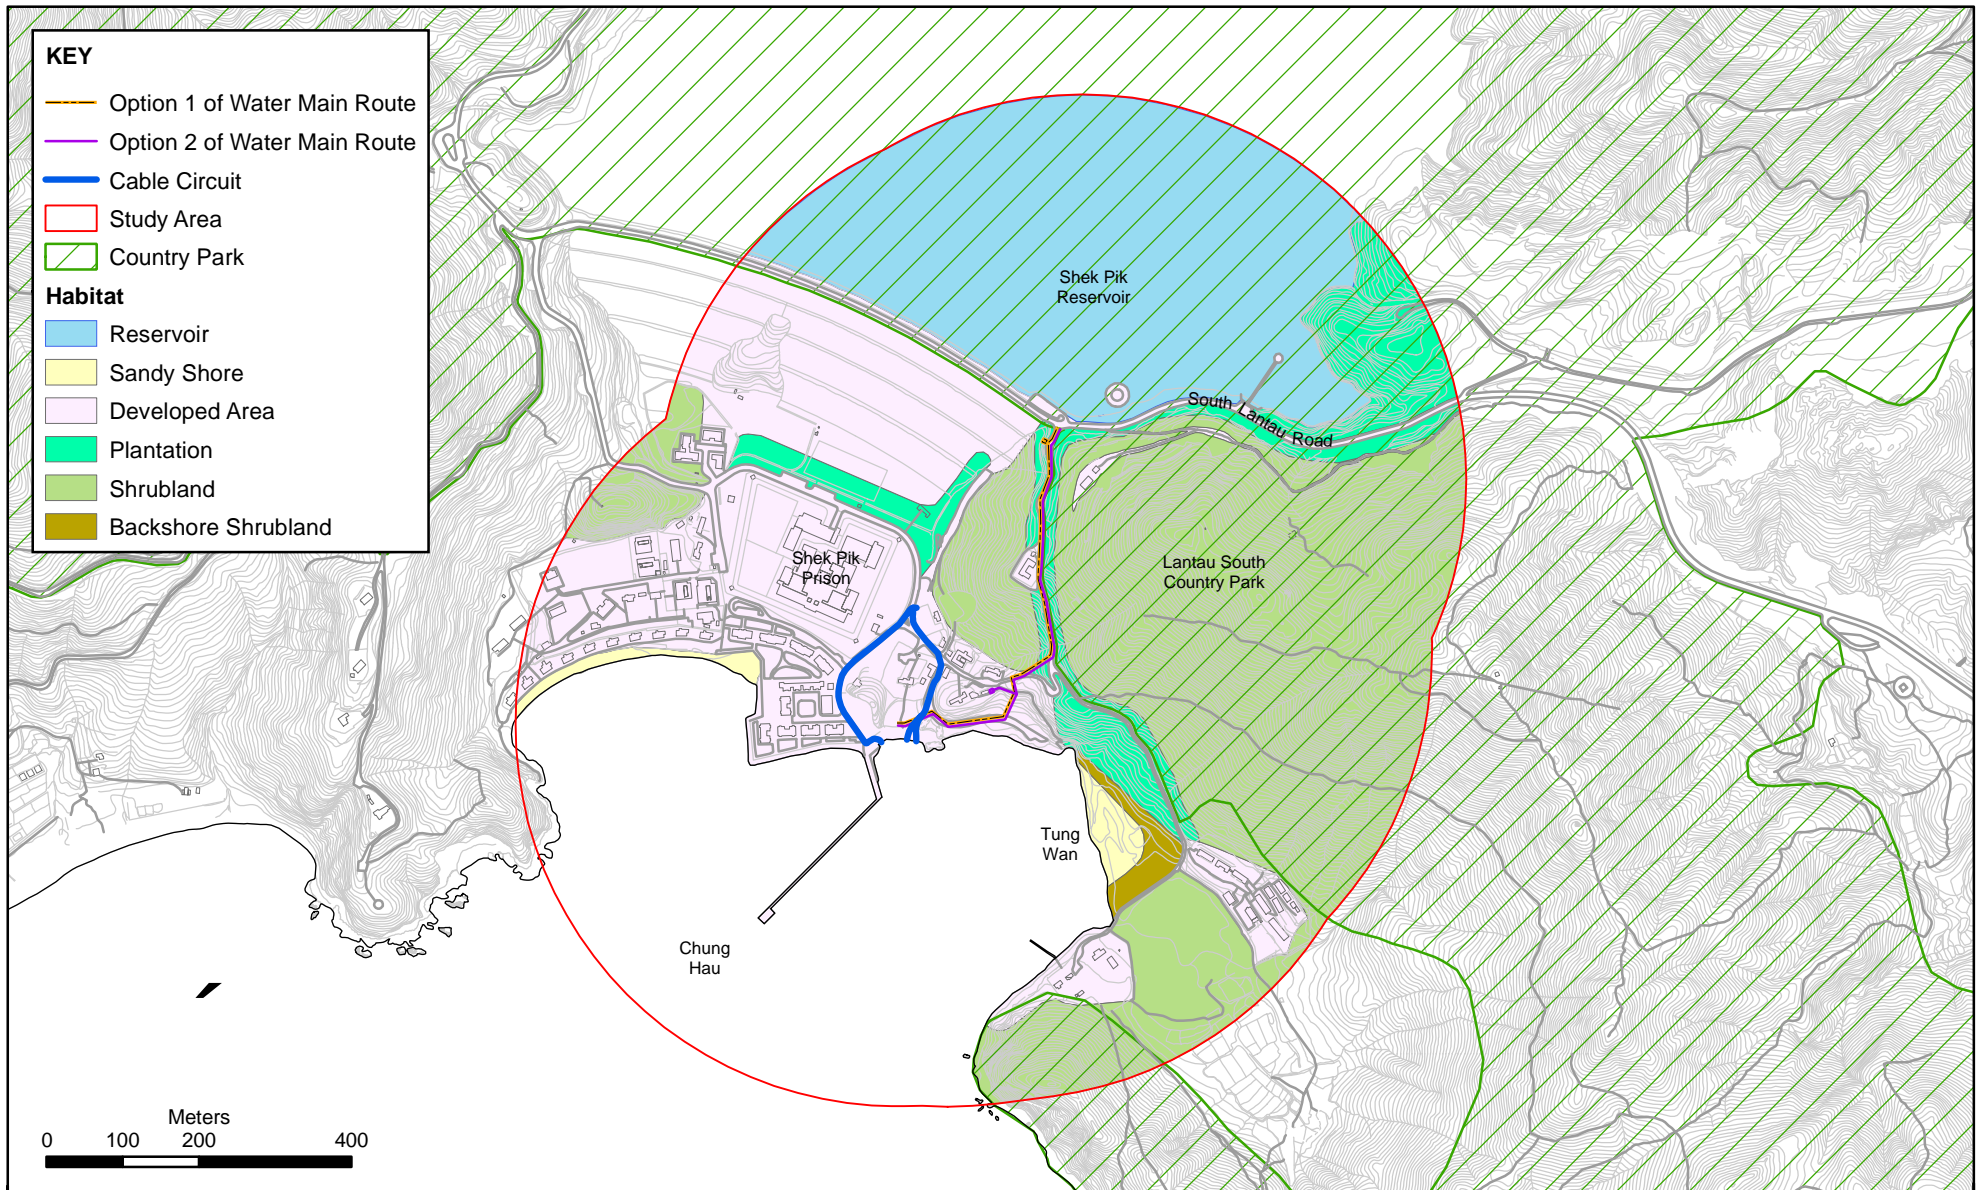 KEY
Option 1 of Water Main Route
Option 2 of Water Main Route
Cable Circuit
Study Area
Country Park
Habitat
Reservoir
Sandy Shore
Developed Area
Plantation
Shrubland
Backshore Shrubland
Shek Pik
Reservoir
South Lantau Road
Shek Pik
Prison
Lantau South
Country Park
Tung
Wan
Chung
Hau
Meters
0 100 200 400